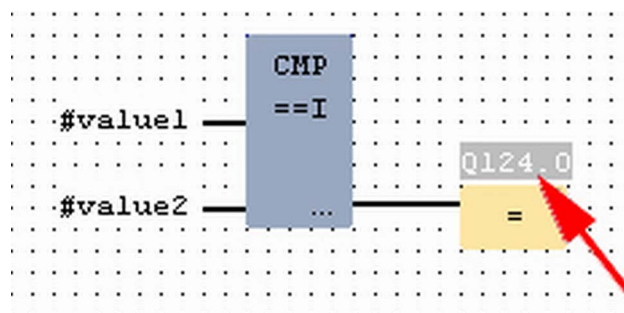 CMP
==I
#value1
Q124.0
#value2
...
=